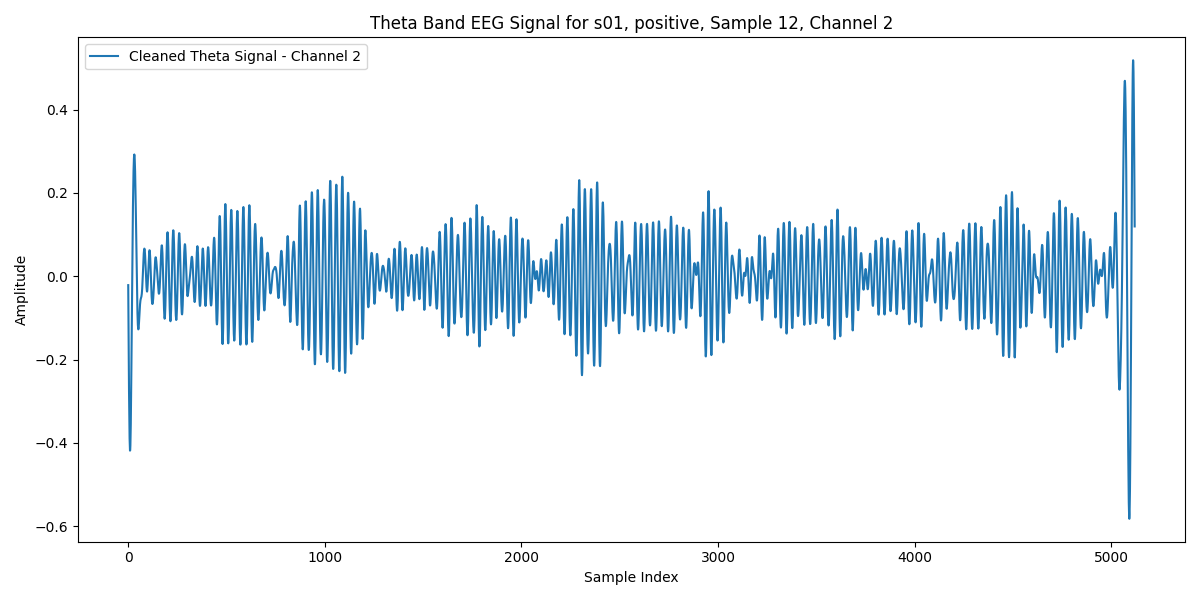 Theta Band EEG Signal for s01, positive, Sample 12, Channel 2
Cleaned Theta Signal - Channel 2
Amplitude
0.4
0.2
0.0
−0.2
−0.4
−0.6
0 1000 2000 3000 4000 5000
Sample Index